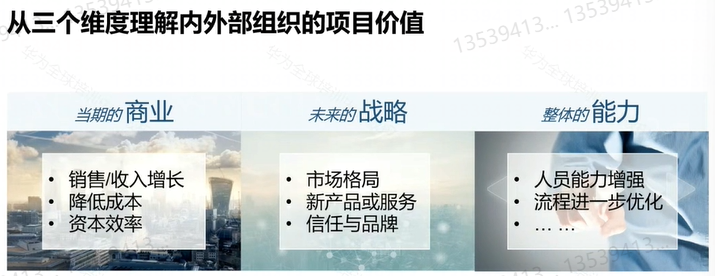 从三个维度理解内外部组织的项目价值
13539413...
13539413...
当期的商业
未来的战略
整体的能力
• 销售/收入增长
• 降低成本
• 资本效率
• 市场格局
• 新产品或服务
• 信任与品牌
• 人员能力增强
• 流程进一步优化
• … …
13539413...